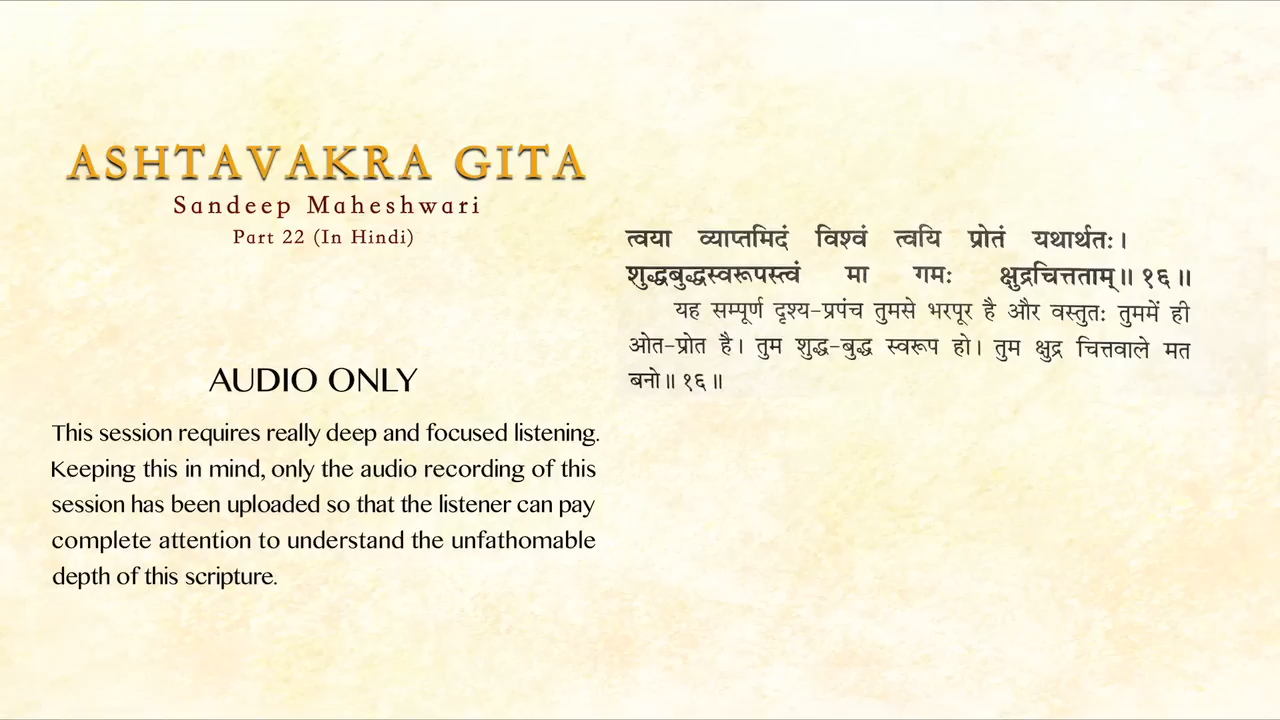 ASHTAVAKRA GITA
Sandeep Maheshwari
Part 22 (In Hindi)
AUDIO ONLY
This session requires really deep and focused listening.
Keeping this in mind, only the audio recording of this
session has been uploaded so that the listener can pay
complete attention to understand the unfathomable
depth of this scripture.
त्वया व्याप्तमिदं विश्वं त्वयि प्रोतं यथार्थतः।
शुद्धबुद्धस्वरूपस्त्वं मा गमः क्षुद्रचित्तताम्॥ १६॥
यह सम्पूर्ण दृश्य-प्रपंच तुमसे भरपूर है और वस्तुतः तुममें ही
ओत-प्रोत है। तुम शुद्ध-बुद्ध स्वरूप हो। तुम क्षुद्र चित्तवाले मत
बनो॥ १६॥